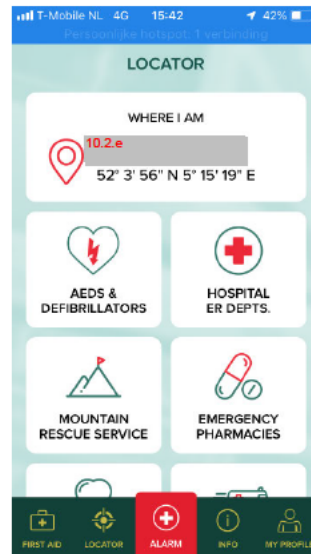 T-Mobile NL 4G 15:42 42%
Persoonlijke hotspot: 1 verbinding
LOCATOR
WHERE I AM
10.2.e
52° 3' 56" N 5° 15' 19" E
AEDS &
DEFIBRILLATORS
HOSPITAL
ER DEPTS.
MOUNTAIN
RESCUE SERVICE
EMERGENCY
PHARMACIES
FIRST AID LOCATOR ALARM INFO MY PROFILE